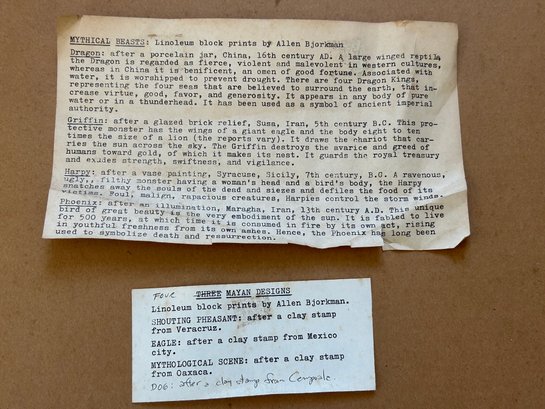 MYTHICAL BEASTS: Linoleum block prints by Allen Bjorkman
Dragon: after a porcelain jar, China, 16th century AD. A large winged reptile
the Dragon is regarded as fierce, violent and malevolent in western cultures,
whereas in China it is benificent, an omen of good fortune. Associated with
water, it is worshipped to prevent drought. There are four Dragon Kings,
representing the four seas that are believed to surround the earth, that in-
crease virtue, good, favor, and generosity. It appears in any body of pure
water or in a thunderhead. It has been used as a symbol of ancient imperial
authority.
Griffin: after a glazed brick relief, Susa, Iran, 5th century B.C. This pro-
tective monster has the wings of a giant eagle and the body eight to ten
times the size of a lion (the reports vary). It draws the chariot that car-
ries the sun across the sky. The Griffin destroys the avarice and greed of
humans toward gold, of which it makes its nest. It guards the royal treasury
and exudes strength, swiftness, and vigilance.
Harpy: after a vase painting, Syracuse, Sicily, 7th century, B.C. A ravenous,
ugly,, filthy monster having a woman's head and a bird's body, the Harpy
snatches away the souls of the dead and siezes and defiles the food of its
victims. Foul, malign, rapacious creatures, Harpies control the storm winds.
Phoenix: after an illumination, Maragha, Iran, 13th century A.D. This unique
bird of great beauty is the very embodiment of the sun. It is fabled to live
for 500 years, at which time it is consumed in fire by its own act, rising
in youthful freshness from its own ashes. Hence, the Phoenix has long been
used to symbolize death and ressurrection.
FOUR THREE MAYAN DESIGNS
Linoleum block prints by Allen Bjorkman.
SHOUTING PHEASANT: after a clay stamp
from Veracruz.
EAGLE: after a clay stamp from Mexico
city.
MYTHOLOGICAL SCENE: after a clay stamp
from Oaxaca.
DOG: after a clay stamp from